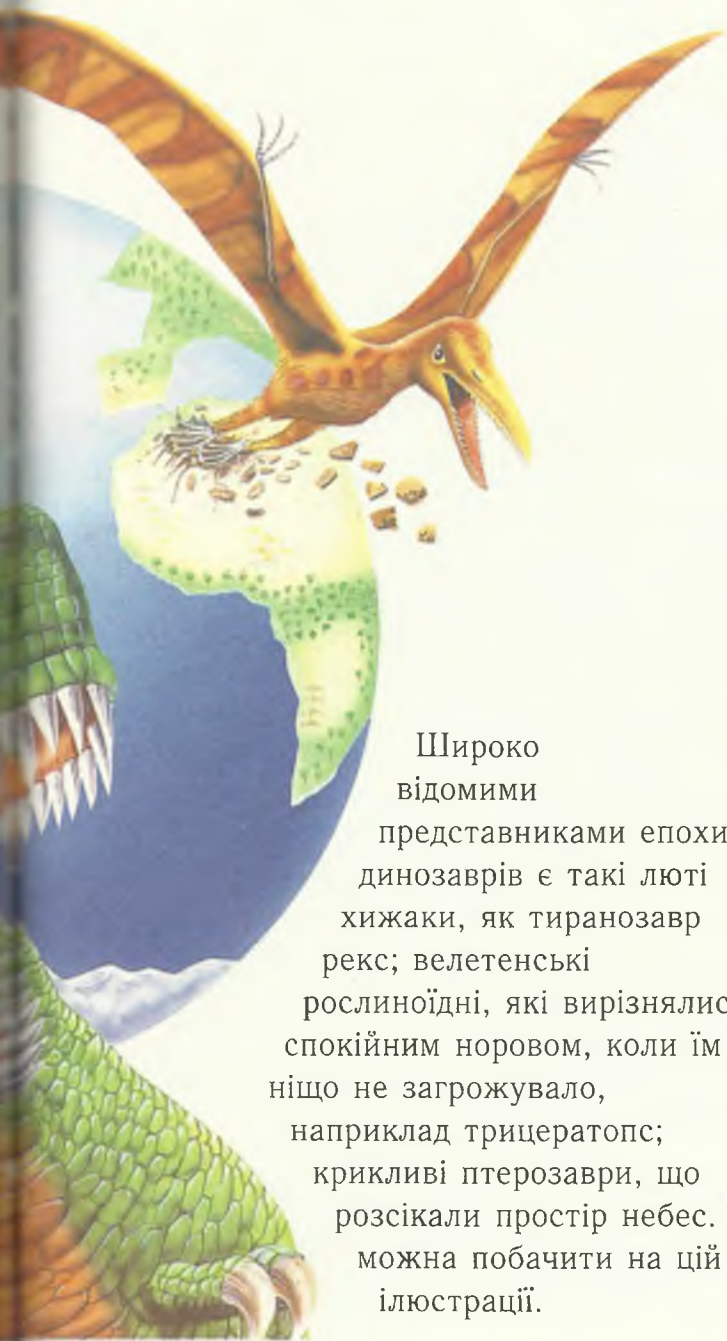 Широко
відомими
представниками епохи
динозаврів є такі люті
хижаки, як тиранозавр
рекс; велетенські
рослиноїдні, які вирізнялис
спокійним норовом, коли їм
ніщо не загрожувало,
наприклад трицератопс;
крикливі птерозаври, що
розсікали простір небес.
можна побачити на цій
ілюстрації.